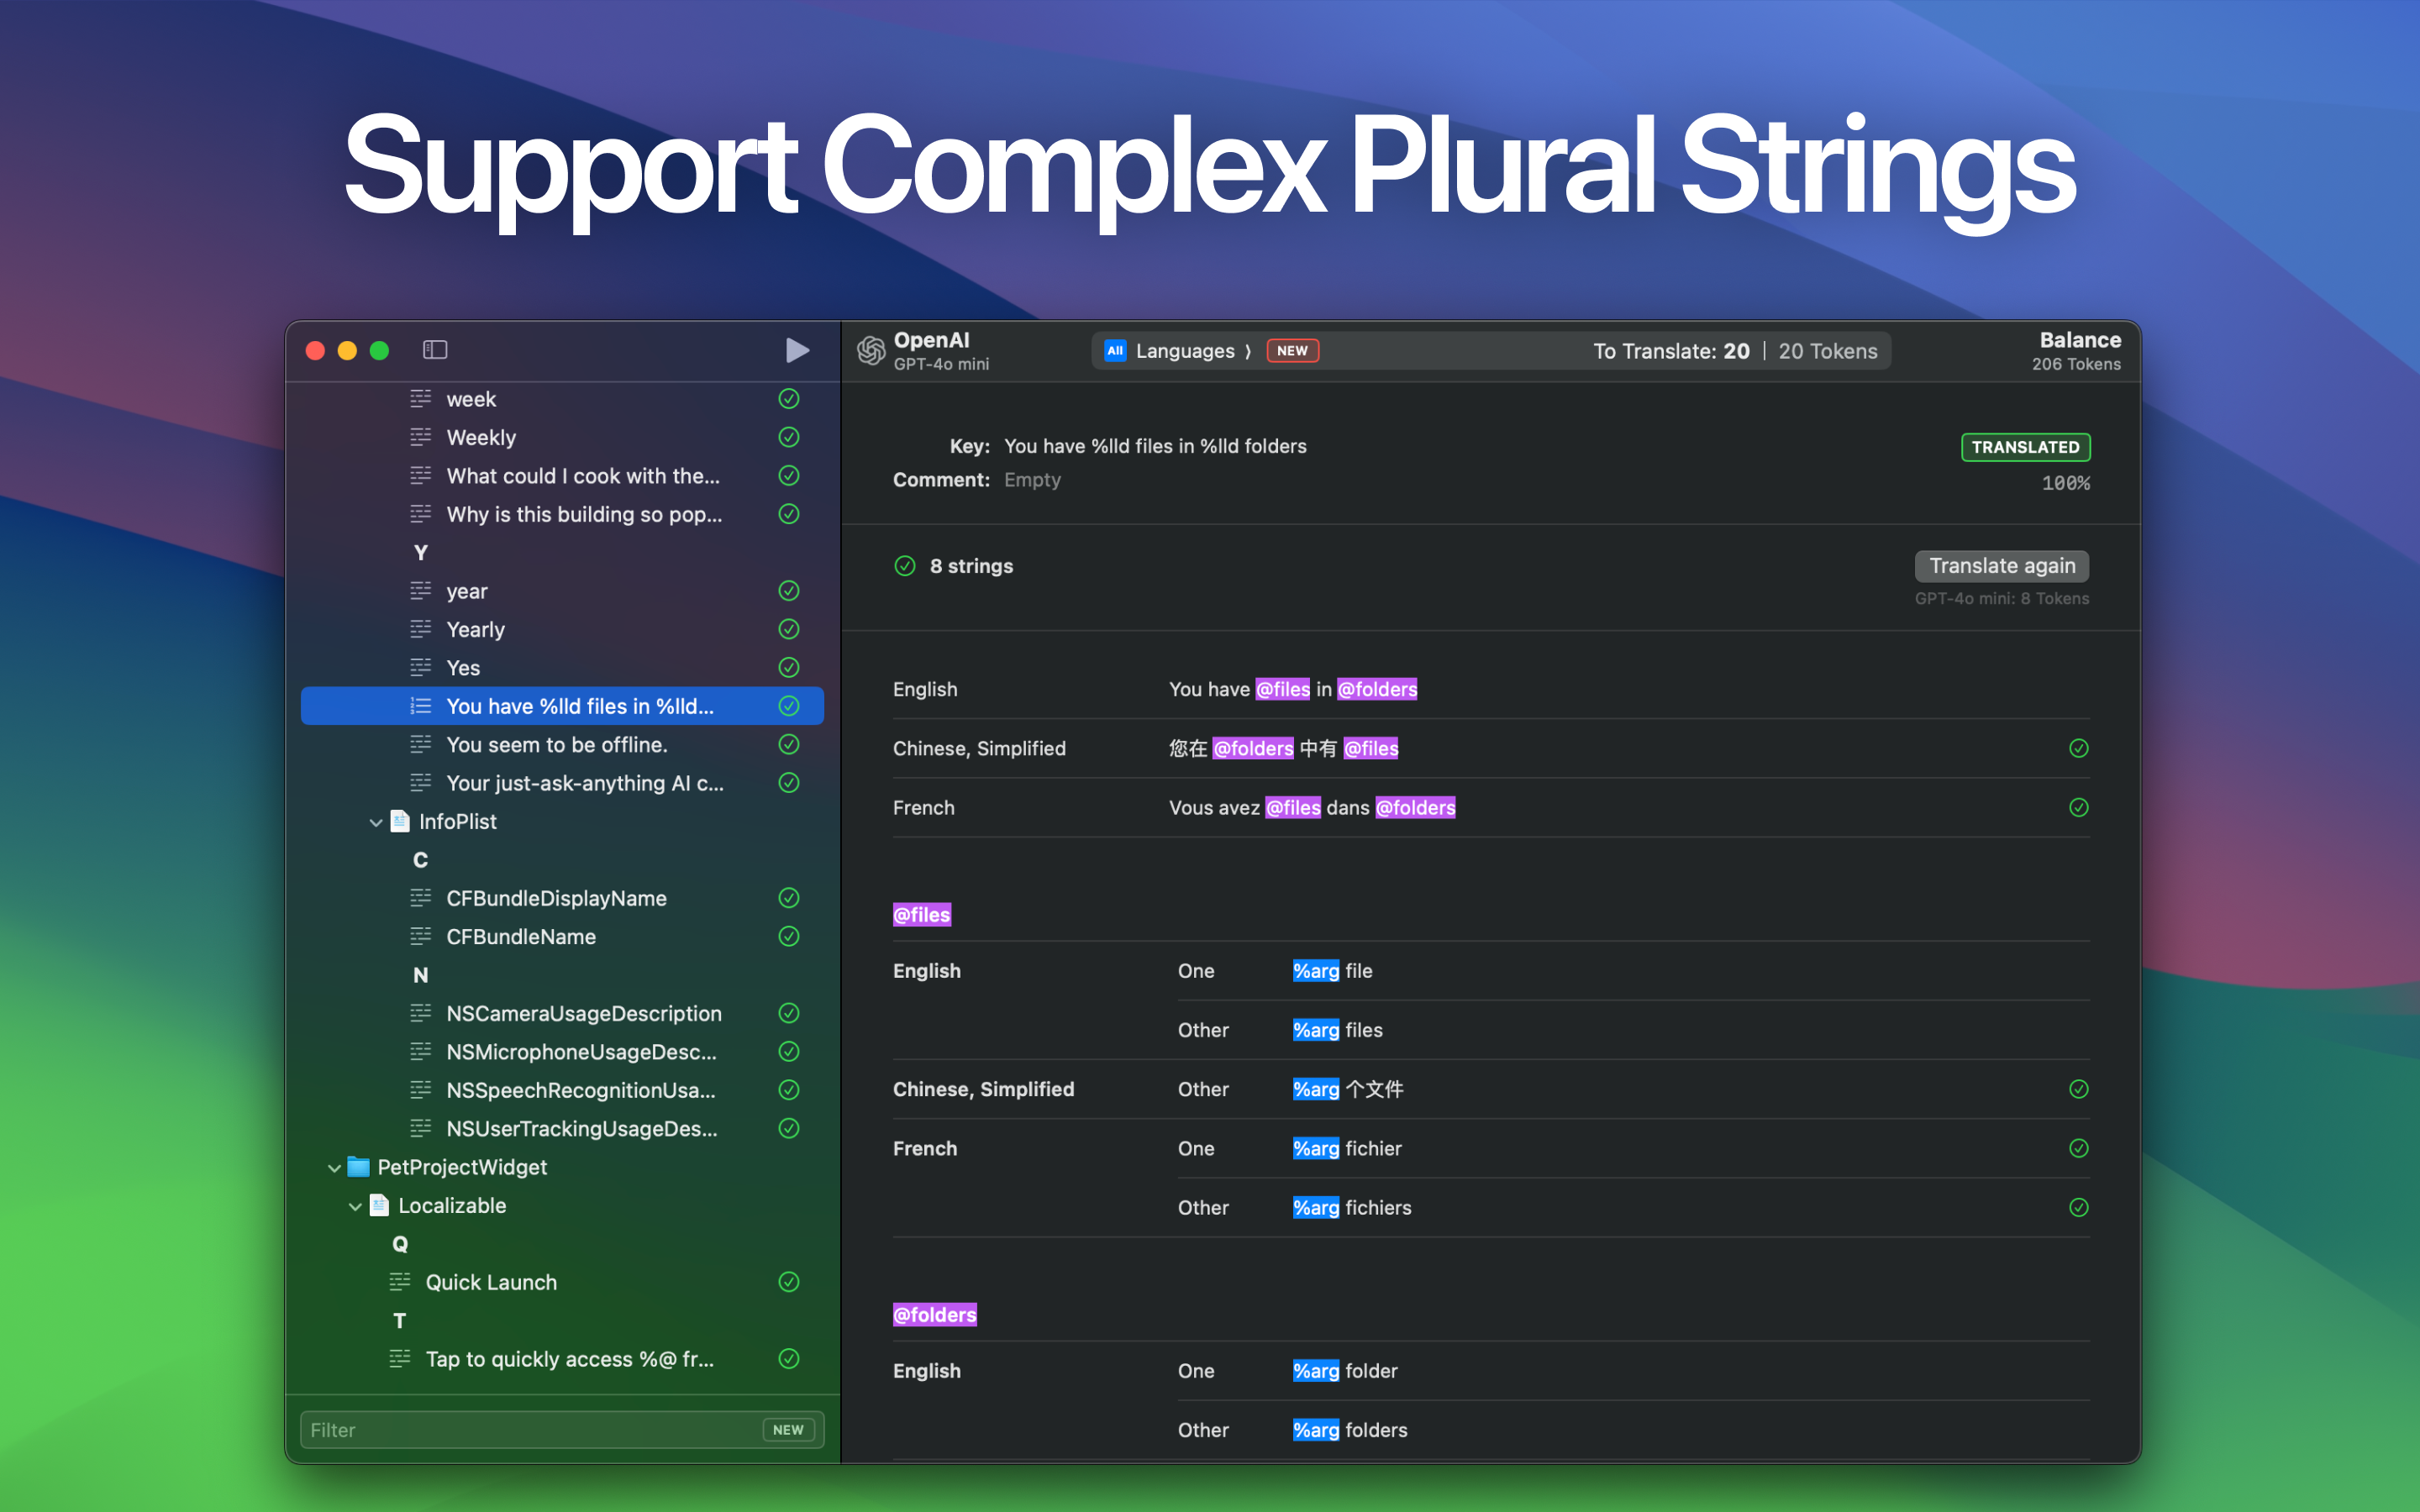 Support Complex Plural Strings
OpenAI
GPT-4o mini
All Languages ⟩ NEW
To Translate: 20 | 20 Tokens
Balance
206 Tokens
week
Weekly
What could I cook with the...
Why is this building so pop...
Y
year
Yearly
Yes
You have %lld files in %lld...
You seem to be offline.
Your just-ask-anything AI c...
InfoPlist
C
CFBundleDisplayName
CFBundleName
N
NSCameraUsageDescription
NSMicrophoneUsageDesc...
NSSpeechRecognitionUsa...
NSUserTrackingUsageDes...
PetProjectWidget
Localizable
Q
Quick Launch
T
Tap to quickly access %@ fr...
Filter NEW
Key: You have %lld files in %lld folders
TRANSLATED
Comment: Empty
100%
8 strings
Translate again
GPT-4o mini: 8 Tokens
English You have @files in @folders
Chinese, Simplified 您在 @folders 中有 @files
French Vous avez @files dans @folders
@files
English One %arg file
Other %arg files
Chinese, Simplified Other %arg 个文件
French One %arg fichier
Other %arg fichiers
@folders
English One %arg folder
Other %arg folders